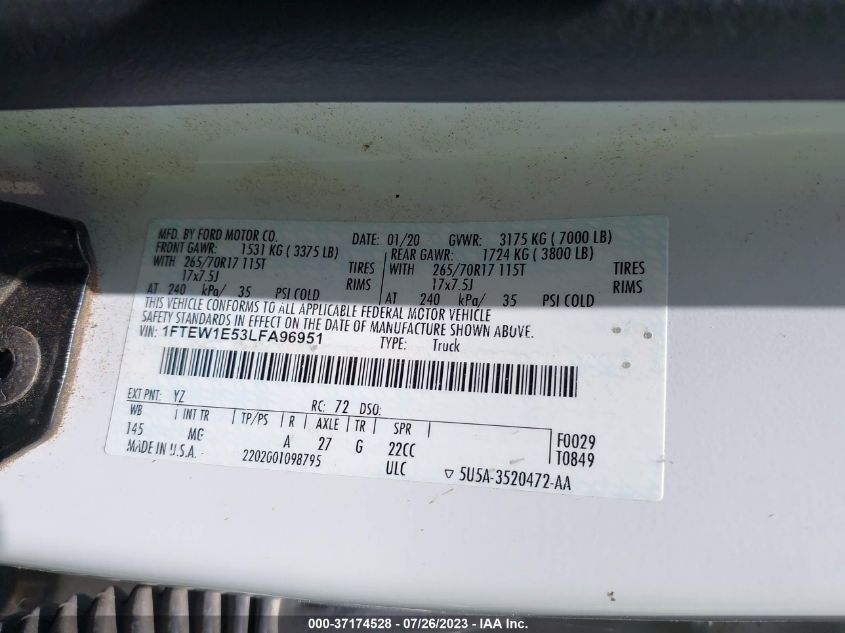 MFD. BY FORD MOTOR CO. DATE: 01/20 GVWR: 3175 KG ( 7000 LB)
FRONT GAWR: 1531 KG ( 3375 LB) REAR GAWR: 1724 KG ( 3800 LB)
WITH 265/70R17 115T TIRES WITH 265/70R17 115T TIRES
17x7.5J RIMS 17x7.5J RIMS
AT 240 kPa/ 35 PSI COLD AT 240 kPa/ 35 PSI COLD
THIS VEHICLE CONFORMS TO ALL APPLICABLE FEDERAL MOTOR VEHICLE
SAFETY STANDARDS IN EFFECT ON THE DATE OF MANUFACTURE SHOWN ABOVE.
VIN: 1FTEW1E53LFA96951 TYPE: Truck
EXT PNT: YZ RC: 72 DSO:
WB INT TR TP/PS R AXLE TR SPR F0029
145 MG A 27 G 22CC T0849
MADE IN U.S.A. 2202001098795 ULC ▽ 5U5A-3520472-AA
000-37174528 - 07/26/2023 - IAA Inc.